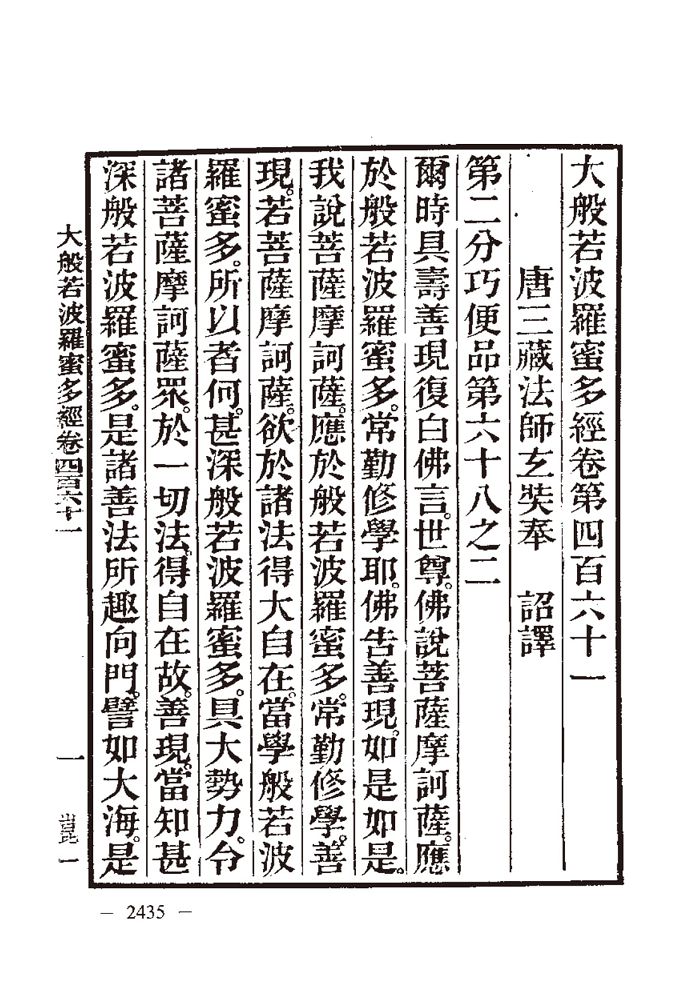 大般若波羅蜜多經卷第四百六十一
唐三藏法師玄奘奉 詔譯
第二分巧便品第六十八之二
爾時具壽善現復白佛言。世尊。佛說菩薩摩訶薩。應
於般若波羅蜜多。常勤修學耶。佛告善現。如是如是。
我說菩薩摩訶薩。應於般若波羅蜜多。常勤修學。善
現。若菩薩摩訶薩。欲於諸法得大自在。當學般若波
羅蜜多。所以者何。甚深般若波羅蜜多。具大勢力。令
諸菩薩摩訶薩眾。於一切法。得自在故。善現。當知甚
深般若波羅蜜多。是諸善法所趣向門。譬如大海。是
大般若波羅蜜多經卷四百六十一
一
崑一
— 2435 —